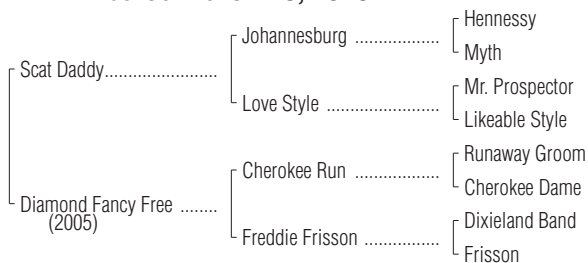 Hennessy
Johannesburg ...................
Myth
Scat Daddy.........................
Mr. Prospector
Love Style .........................
Likeable Style
Runaway Groom
Cherokee Run ..................
Cherokee Dame
Diamond Fancy Free ........
(2005)
Dixieland Band
Freddie Frisson .................
Frisson